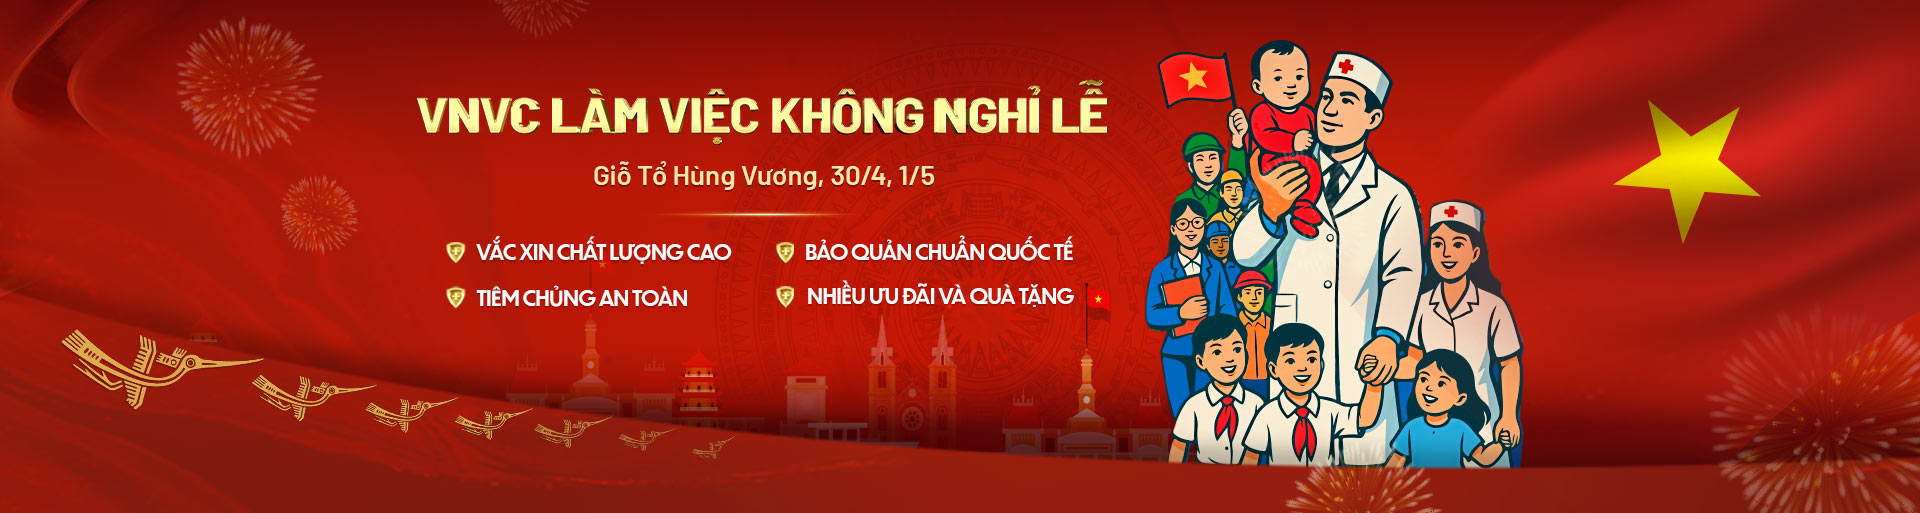 VNVC LÀM VIỆC KHÔNG NGHỈ LỄ
Giỗ Tổ Hùng Vương, 30/4, 1/5
VẮC XIN CHẤT LƯỢNG CAO
BẢO QUẢN CHUẨN QUỐC TẾ
TIÊM CHỦNG AN TOÀN
NHIỀU ƯU ĐÃI VÀ QUÀ TẶNG